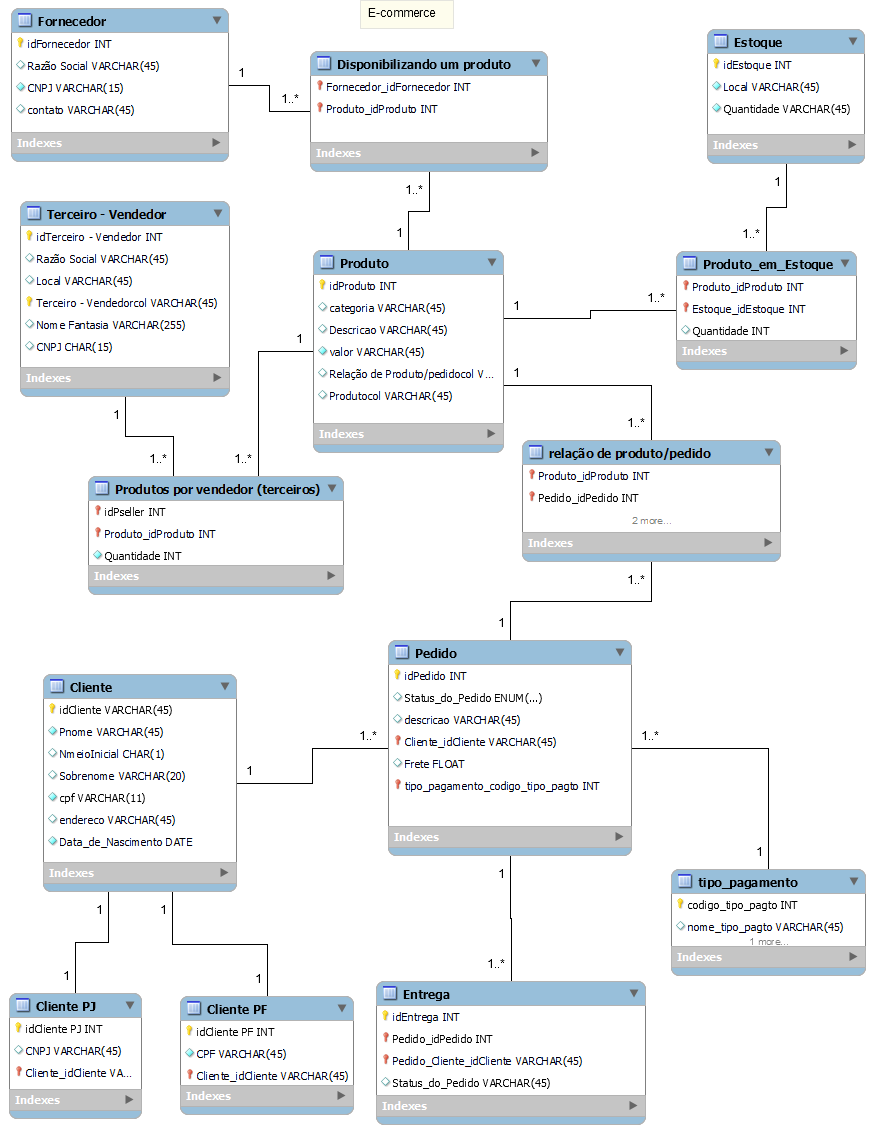 E-commerce
Fornecedor
idFornecedor INT
Razão Social VARCHAR(45)
CNPJ VARCHAR(15)
contato VARCHAR(45)
Indexes
1
1..*
Disponibilizando um produto
Fornecedor_idFornecedor INT
Produto_idProduto INT
Indexes
1..*
1
Estoque
idEstoque INT
Local VARCHAR(45)
Quantidade VARCHAR(45)
Indexes
1
1..*
Terceiro - Vendedor
idTerceiro - Vendedor INT
Razão Social VARCHAR(45)
Local VARCHAR(45)
Terceiro - Vendedorcol VARCHAR(45)
Nome Fantasia VARCHAR(255)
CNPJ CHAR(15)
Indexes
1
1..*
Produto
idProduto INT
categoria VARCHAR(45)
Descricao VARCHAR(45)
valor VARCHAR(45)
Relação de Produto/pedidocol V...
Produtocol VARCHAR(45)
Indexes
1
1..*
1
1..*
1
1..*
Produto_em_Estoque
Produto_idProduto INT
Estoque_idEstoque INT
Quantidade INT
Indexes
relação de produto/pedido
Produto_idProduto INT
Pedido_idPedido INT
2 more...
Indexes
1..*
1
Produtos por vendedor (terceiros)
idPseller INT
Produto_idProduto INT
Quantidade INT
Indexes
Pedido
idPedido INT
Status_do_Pedido ENUM(...)
descricao VARCHAR(45)
Cliente_idCliente VARCHAR(45)
Frete FLOAT
tipo_pagamento_codigo_tipo_pagto INT
Indexes
1..*
1
1..*
1
1
1..*
Cliente
idCliente VARCHAR(45)
Pnome VARCHAR(45)
NmeioInicial CHAR(1)
Sobrenome VARCHAR(20)
cpf VARCHAR(11)
endereco VARCHAR(45)
Data_de_Nascimento DATE
Indexes
1
1
1
1
tipo_pagamento
codigo_tipo_pagto INT
nome_tipo_pagto VARCHAR(45)
1 more...
Indexes
Cliente PJ
idCliente PJ INT
CNPJ VARCHAR(45)
Cliente_idCliente VA...
Indexes
Cliente PF
idCliente PF INT
CPF VARCHAR(45)
Cliente_idCliente VARCHAR(45)
Indexes
Entrega
idEntrega INT
Pedido_idPedido INT
Pedido_Cliente_idCliente VARCHAR(45)
Status_do_Pedido VARCHAR(45)
Indexes